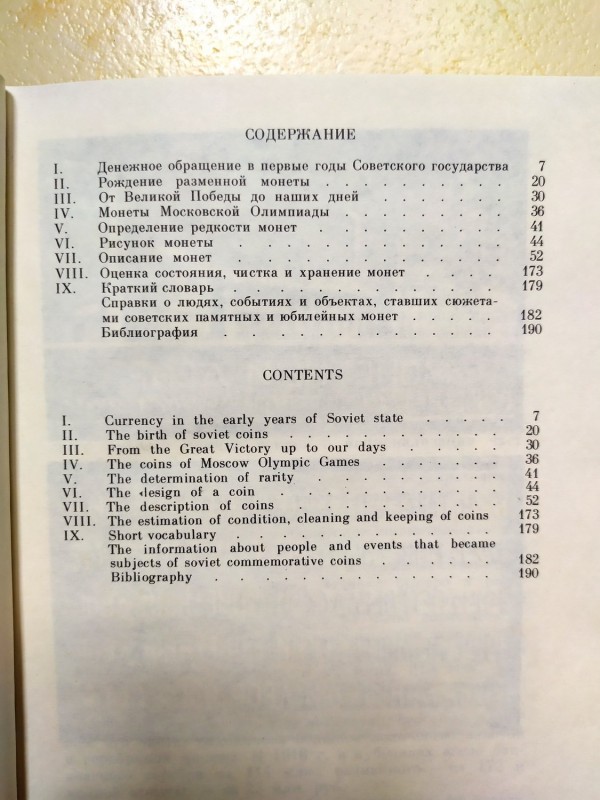 СОДЕРЖАНИЕ
I. Денежное обращение в первые годы Советского государства 7
II. Рождение разменной монеты . . . . . . . . . . 20
III. От Великой Победы до наших дней . . . . . . . 30
IV. Монеты Московской Олимпиады . . . . . . . . 36
V. Определение редкости монет . . . . . . . . . . 41
VI. Рисунок монеты . . . . . . . . . . . . . 44
VII. Описание монет . . . . . . . . . . . . . 52
VIII. Оценка состояния, чистка и хранение монет . . . . 173
IX. Краткий словарь . . . . . . . . . . . . . 179
Справки о людях, событиях и объектах, ставших сюжета-
ми советских памятных и юбилейных монет . . . . . 182
Библиография . . . . . . . . . . . . . 190
CONTENTS
I. Currency in the early years of Soviet state . . . . . 7
II. The birth of soviet coins . . . . . . . . . . . 20
III. From the Great Victory up to our days . . . . . . 30
IV. The coins of Moscow Olympic Games . . . . . . 36
V. The determination of rarity . . . . . . . . . . 41
VI. The design of a coin . . . . . . . . . . . 44
VII. The description of coins . . . . . . . . . . . 52
VIII. The estimation of condition, cleaning and keeping of coins 173
IX. Short vocabulary . . . . . . . . . . . . . 179
The information about people and events that became
subjects of soviet commemorative coins . . . . . . 182
Bibliography . . . . . . . . . . . . . 190